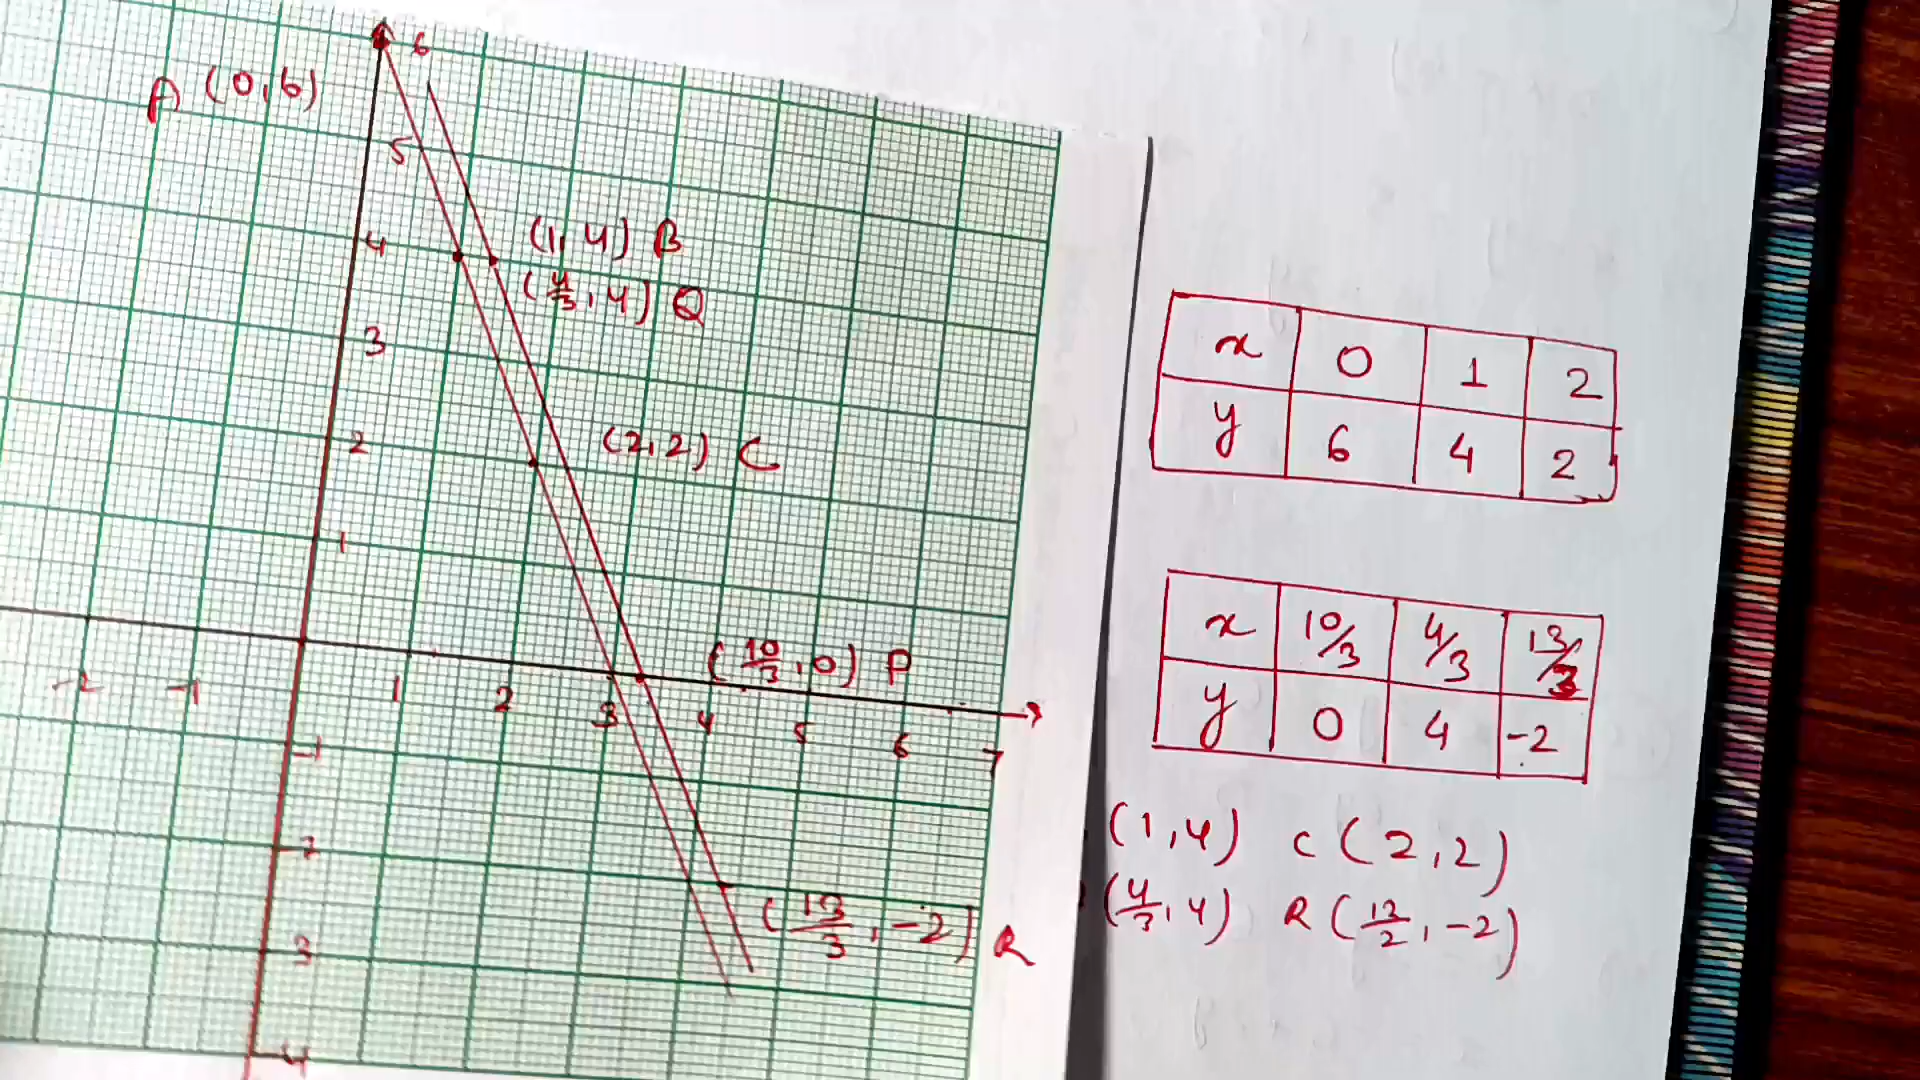 6
A (0,6)
5
(1,4) B
4
(4/3, 4) Q
3
(2,2) C
2
1
(10/3, 0) P
-2 -1 1 2 3 4 5 6 7
-1
-2
(13/3, -2) R
3
-4
x 0 1 2
y 6 4 2
x 10/3 4/3 13/3
y 0 4 -2
(1,4) C (2,2)
(4/3, 4) R (13/2, -2)